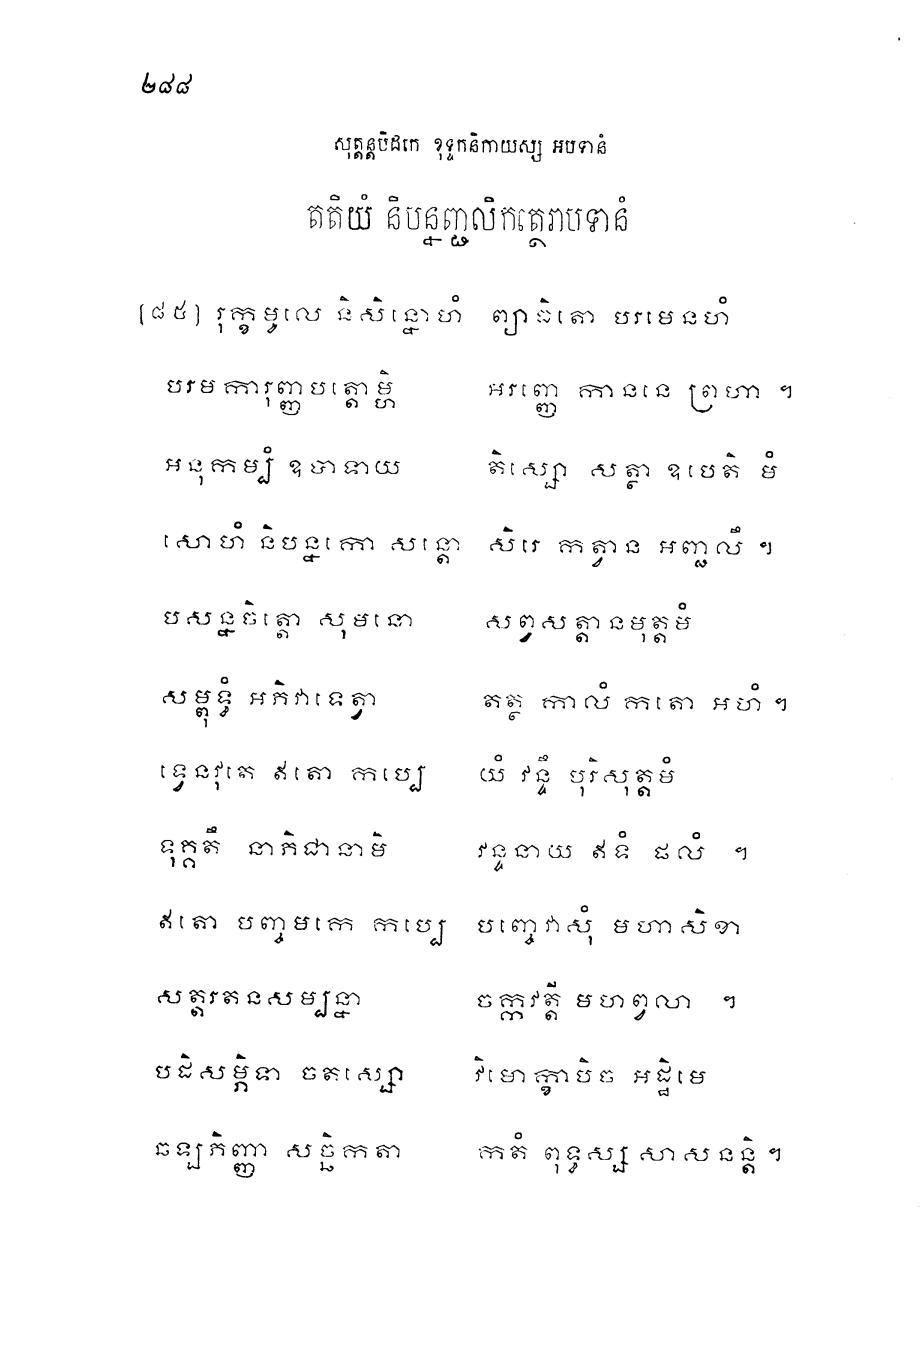 ២៨៨
សុត្តន្តបិដកេ ខុទ្ទកនិកាយស្ស អបទានំ
តតិយំ និបន្នញ្ជលិកត្ថេរាបទានំ
[៨៥] រុក្ខមូលេ និសិន្នោហំ ព្យាធិតោ បរមេនហំ
បរមការុញ្ញបត្តោម្ហិ អរញ្ញេ កាននេ ព្រហា ។
អនុកម្បំ ឧបាទាយ តិស្សោ សត្ថា ឧបេតិ មំ
សោហំ និបន្នកោ សន្តោ សិរេ កត្វាន អញ្ជលឹ ។
បសន្នចិត្តោ សុមនោ សព្វសត្តានមុត្តមំ
សម្ពុទ្ធំ អភិវាទេត្វា តត្ថ កាលំ កតោ អហំ ។
ទ្វេនវុតេ ឥតោ កប្បេ យំ វន្ទឹ បុរិសុត្តមំ
ទុគ្គតឹ នាភិជានាមិ វន្ទនាយ ឥទំ ផលំ ។
ឥតោ បញ្ចមកេ កប្បេ បញ្ចេវាសុំ មហាសិខា
សត្តរតនសម្បន្នា ចក្កវត្តី មហព្វលា ។
បដិសម្ភិទា ចតស្សោ វិមោក្ខាបិច អដ្ឋិមេ
ឆឡភិញ្ញា សច្ឆិកតា កតំ ពុទ្ធស្ស សាសនន្តិ ។